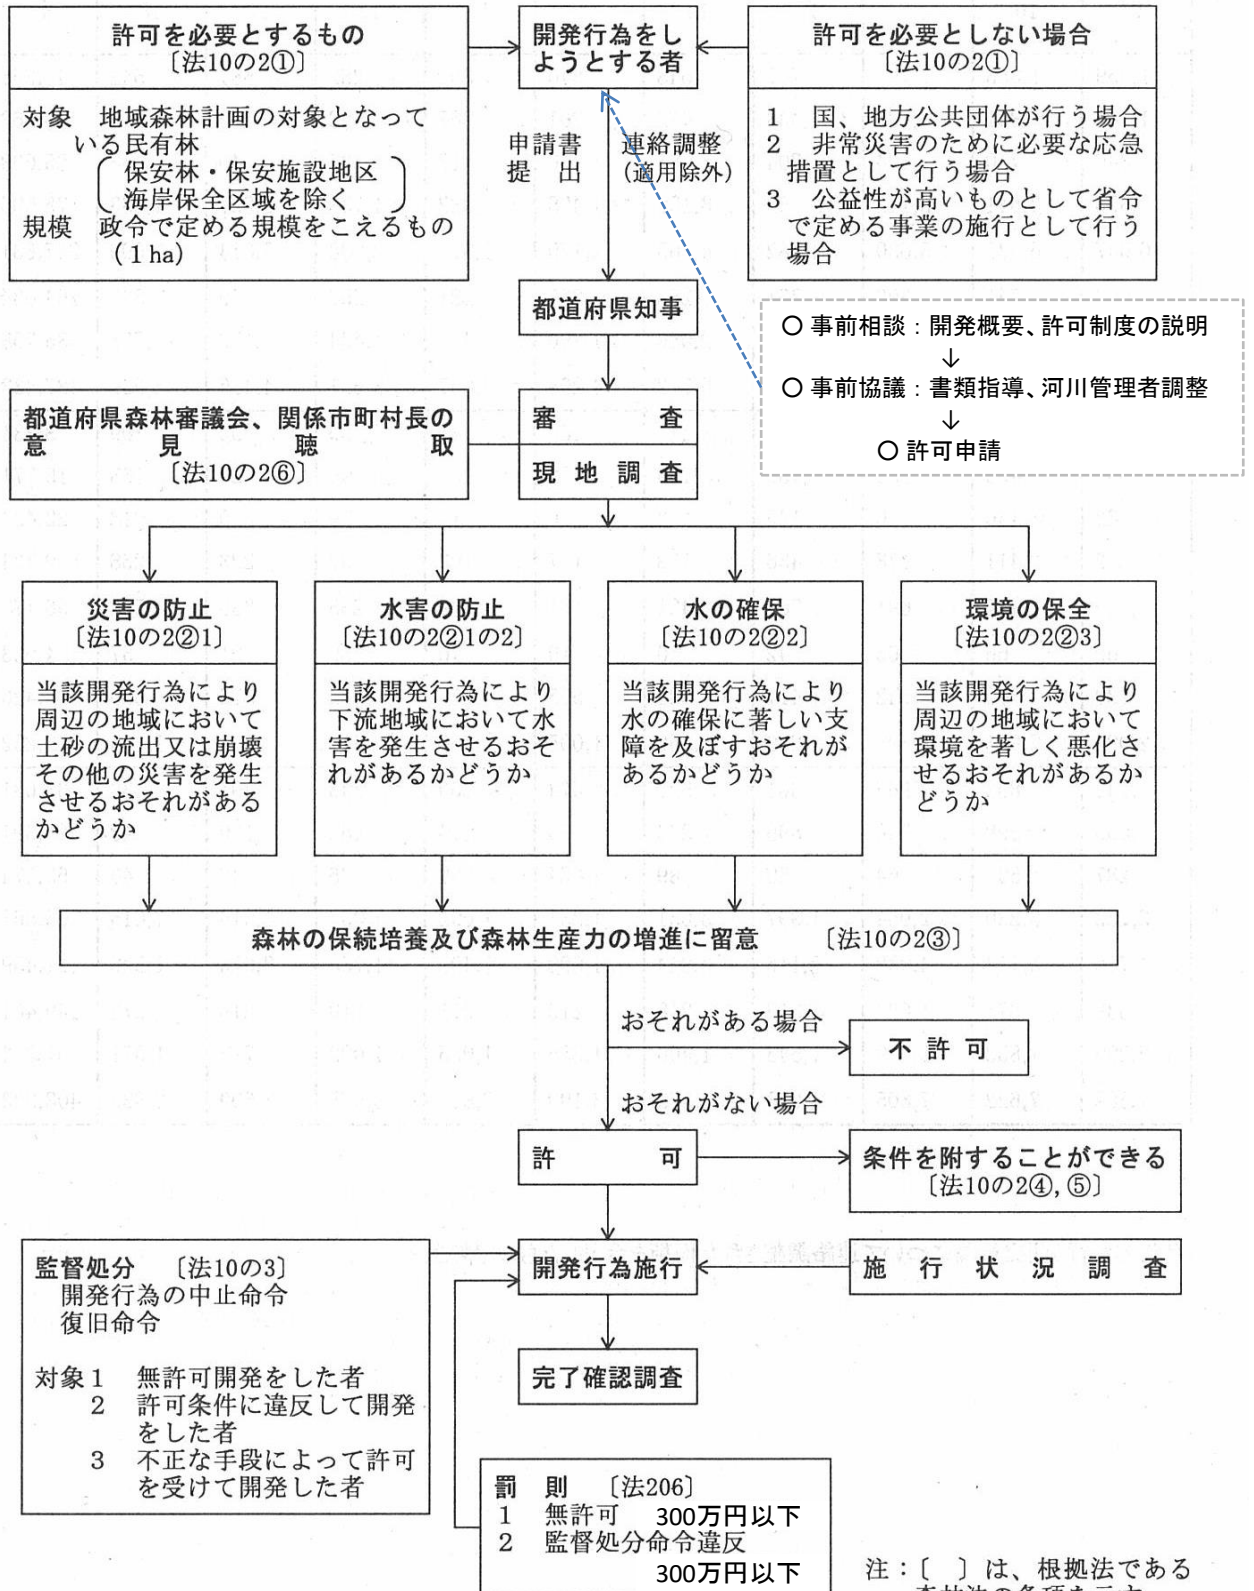 許可を必要とするもの
〔法10の2①〕
対象　地域森林計画の対象となって
いる民有林
保安林・保安施設地区
海岸保全区域を除く
規模　政令で定める規模をこえるもの
(1ha)
開発行為をし
ようとする者
許可を必要としない場合
〔法10の2①〕
1　国、地方公共団体が行う場合
2　非常災害のために必要な応急
措置として行う場合
3　公益性が高いものとして省令
で定める事業の施行として行う
場合
申請書
提　出
連絡調整
(適用除外)
都道府県知事
○ 事前相談：開発概要、許可制度の説明
↓
○ 事前協議：書類指導、河川管理者調整
↓
○ 許可申請
都道府県森林審議会、関係市町村長の
意　見　聴　取
〔法10の2⑥〕
審　査
現 地 調 査
災害の防止
〔法10の2②1〕
当該開発行為により
周辺の地域において
土砂の流出又は崩壊
その他の災害を発生
させるおそれがある
かどうか
水害の防止
〔法10の2②1の2〕
当該開発行為により
下流地域において水
害を発生させるおそ
れがあるかどうか
水の確保
〔法10の2②2〕
当該開発行為により
水の確保に著しい支
障を及ぼすおそれが
あるかどうか
環境の保全
〔法10の2②3〕
当該開発行為により
周辺の地域において
環境を著しく悪化さ
せるおそれがあるか
どうか
森林の保続培養及び森林生産力の増進に留意　〔法10の2③〕
おそれがある場合
不 許 可
おそれがない場合
許　可
条件を附することができる
〔法10の2④,⑤〕
監督処分　〔法10の3〕
開発行為の中止命令
復旧命令
対象1　無許可開発をした者
2　許可条件に違反して開発
をした者
3　不正な手段によって許可
を受けて開発した者
開発行為施行
施 行 状 況 調 査
完了確認調査
罰　則　〔法206〕
1　無許可　300万円以下
2　監督処分命令違反
300万円以下
注：〔　〕は、根拠法である